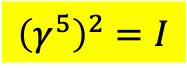 (γ⁵)² = I